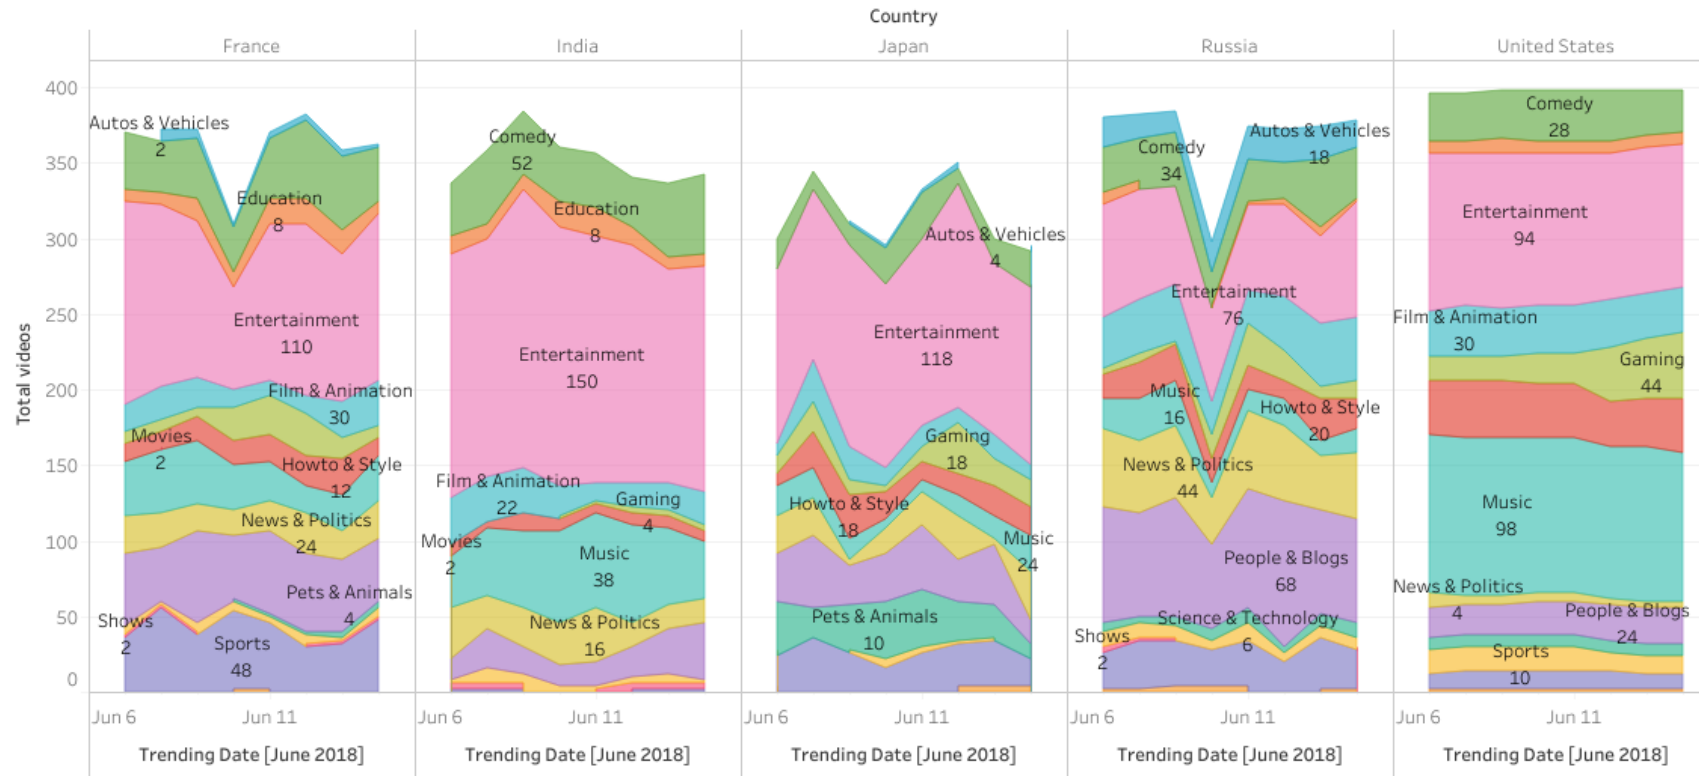 Country
France
India
Japan
Russia
United States
Total videos
400
350
300
250
200
150
100
50
0
Autos & Vehicles
2
Education
8
Entertainment
110
Film & Animation
30
Movies
2
Howto & Style
12
News & Politics
24
Pets & Animals
4
Shows
2
Sports
48
Comedy
52
Education
8
Entertainment
150
Film & Animation
22
Gaming
4
Movies
2
Music
38
News & Politics
16
Autos & Vehicles
4
Entertainment
118
Gaming
18
Howto & Style
18
Music
24
Pets & Animals
10
Autos & Vehicles
18
Comedy
34
Entertainment
76
Music
16
Howto & Style
20
News & Politics
44
People & Blogs
68
Science & Technology
6
Shows
2
Comedy
28
Entertainment
94
Film & Animation
30
Gaming
44
Music
98
News & Politics
4
People & Blogs
24
Sports
10
Jun 6
Jun 11
Jun 6
Jun 11
Jun 6
Jun 11
Jun 6
Jun 11
Jun 6
Jun 11
Trending Date [June 2018]
Trending Date [June 2018]
Trending Date [June 2018]
Trending Date [June 2018]
Trending Date [June 2018]